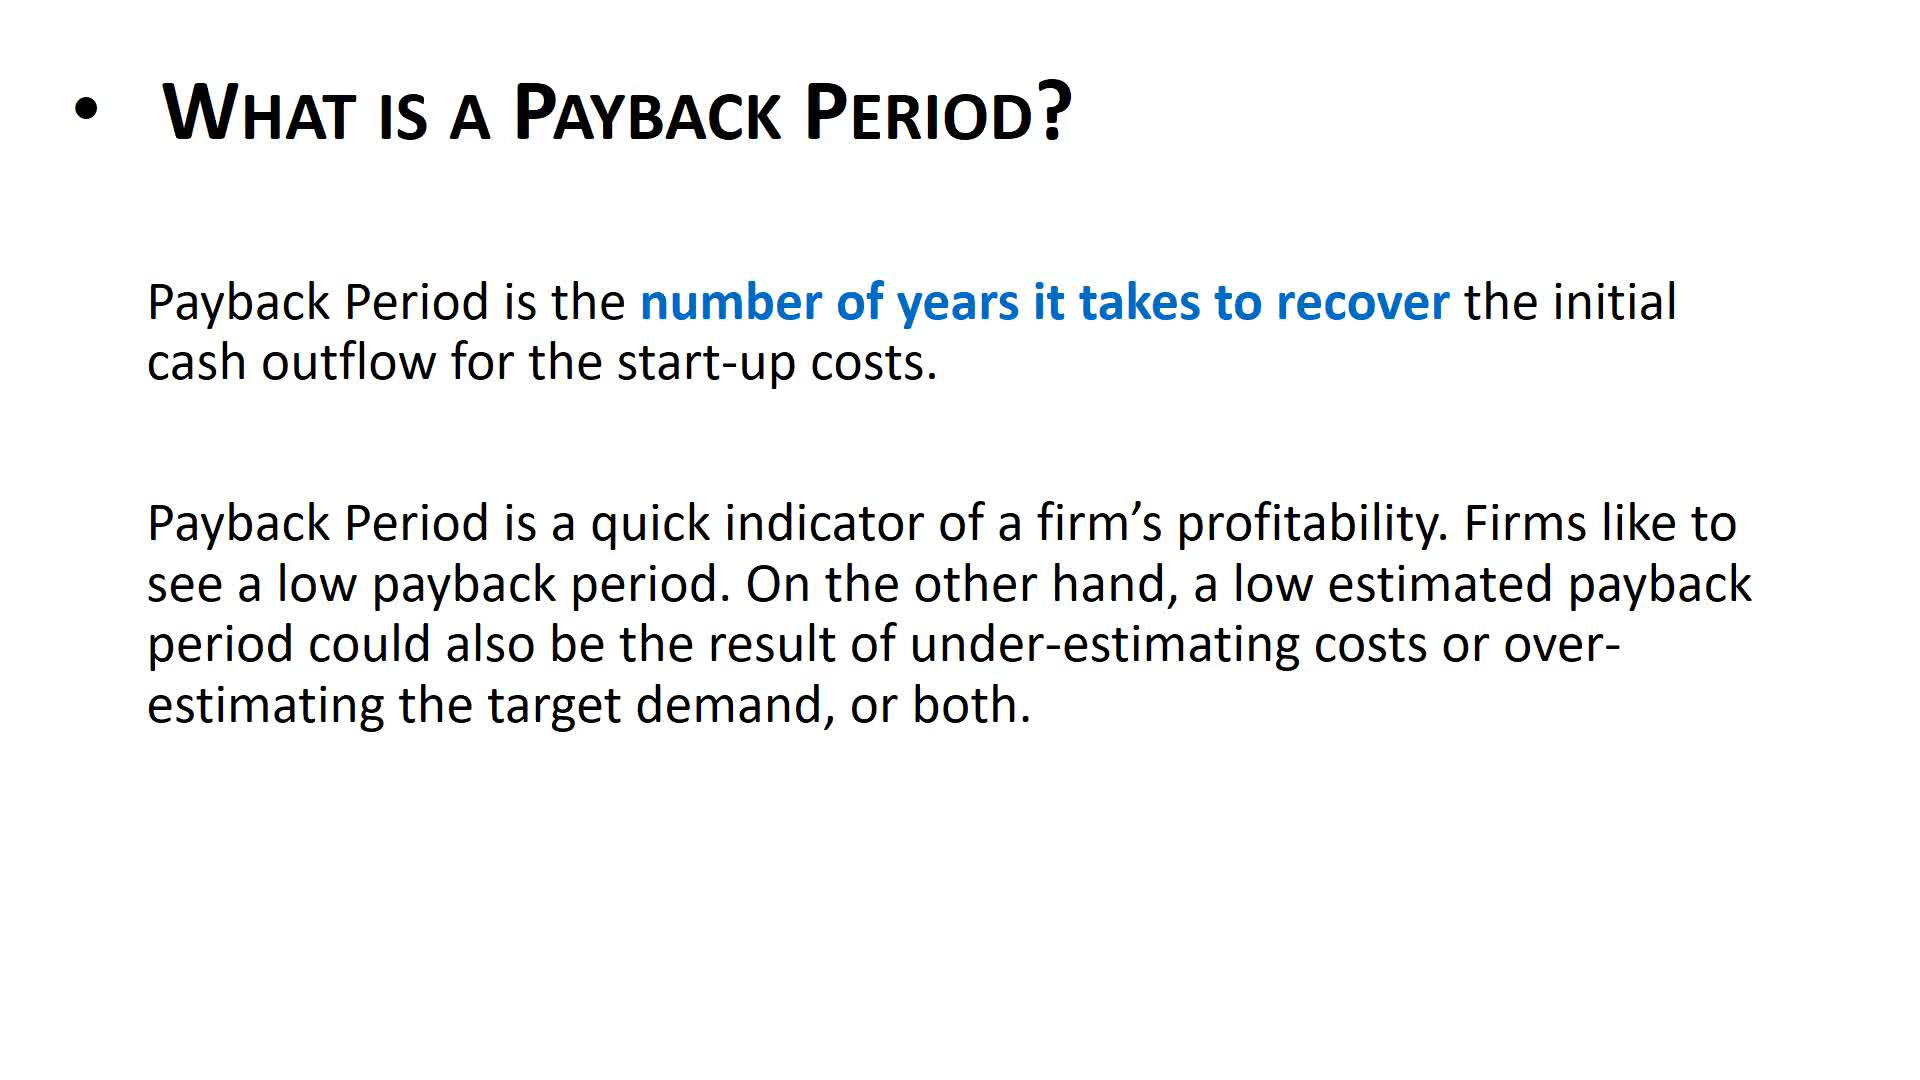 • What is a Payback Period?
Payback Period is the number of years it takes to recover the initial
cash outflow for the start-up costs.
Payback Period is a quick indicator of a firm’s profitability. Firms like to
see a low payback period. On the other hand, a low estimated payback
period could also be the result of under-estimating costs or over-
estimating the target demand, or both.